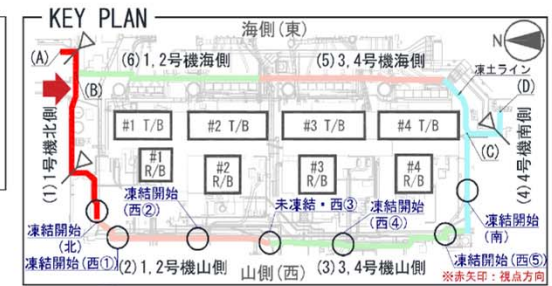 KEY PLAN
海側(東)
N
(A)
(6)1,2号機海側
(5)3,4号機海側
凍土ライン
(B)
(D)
#1 T/B
#2 T/B
#3 T/B
#4 T/B
(C)
(1)1号機北側
(4)4号機南側
#1
R/B
#2
R/B
#3
R/B
#4
R/B
凍結開始
(西②)
未凍結・西③
凍結開始
(西④)
凍結開始
(北)
凍結開始
(南)
凍結開始(西①)
(2)1,2号機山側
(3)3,4号機山側
凍結開始
(西⑤)
山側(西)
※赤矢印:視点方向